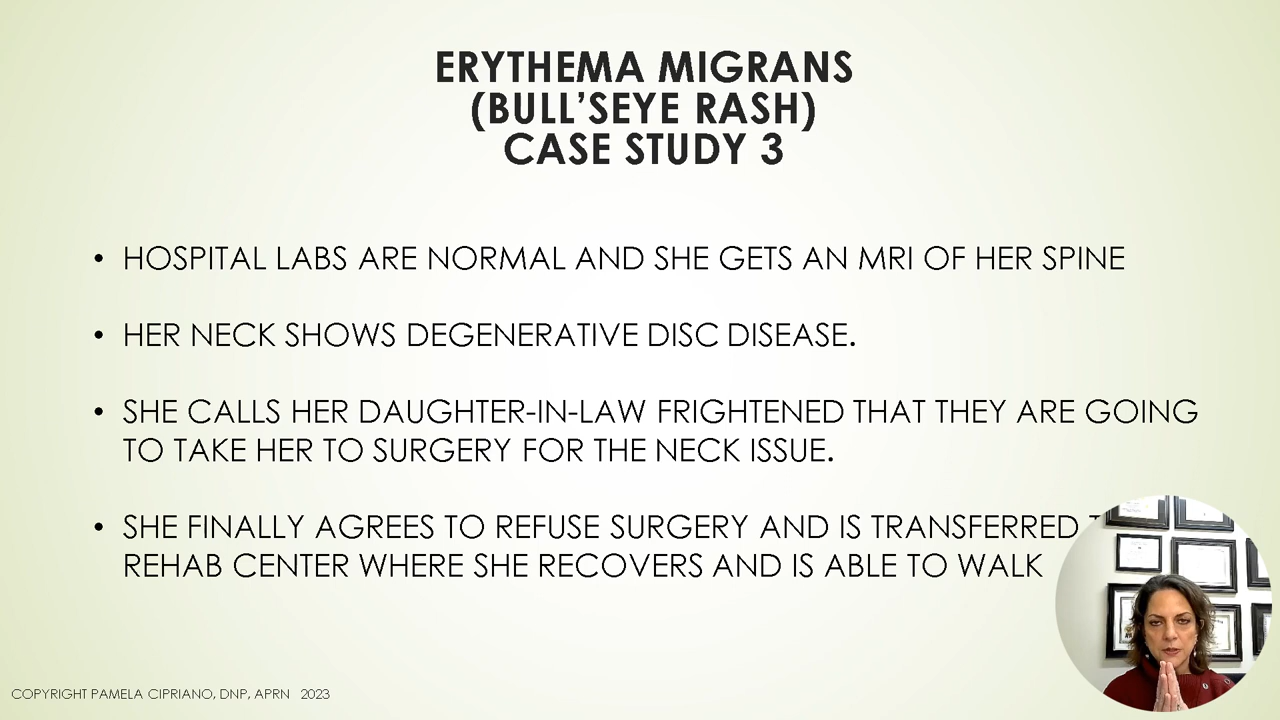 ERYTHEMA MIGRANS
(BULL'SEYE RASH)
CASE STUDY 3
• HOSPITAL LABS ARE NORMAL AND SHE GETS AN MRI OF HER SPINE
• HER NECK SHOWS DEGENERATIVE DISC DISEASE.
• SHE CALLS HER DAUGHTER-IN-LAW FRIGHTENED THAT THEY ARE GOING
TO TAKE HER TO SURGERY FOR THE NECK ISSUE.
• SHE FINALLY AGREES TO REFUSE SURGERY AND IS TRANSFERRED
REHAB CENTER WHERE SHE RECOVERS AND IS ABLE TO WALK
COPYRIGHT PAMELA CIPRIANO, DNP, APRN 2023